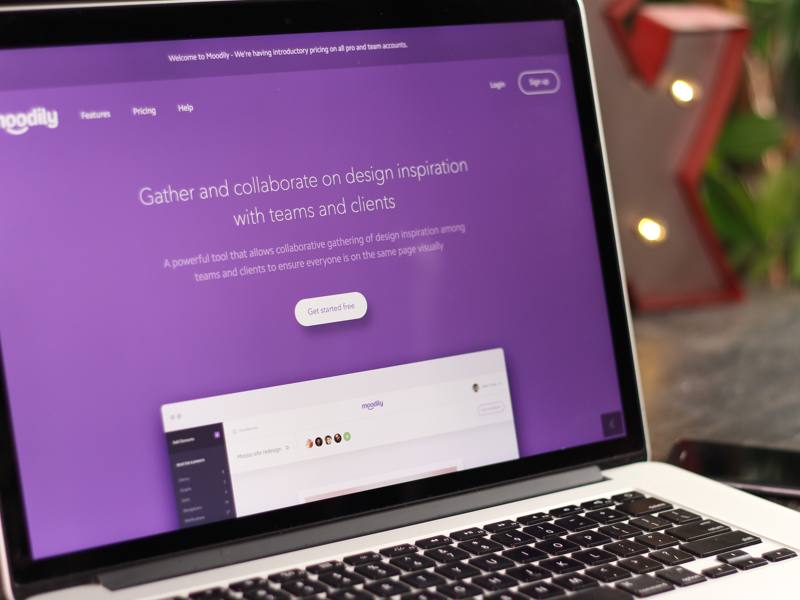 Welcome to Moodily - We're having introductory pricing on all pro and team accounts.
moodily
Features Pricing Help
Login Sign up
Gather and collaborate on design inspiration
with teams and clients
A powerful tool that allows collaborative gathering of design inspiration among
teams and clients to ensure everyone is on the same page visually
Get started free
moodily
Add Elements